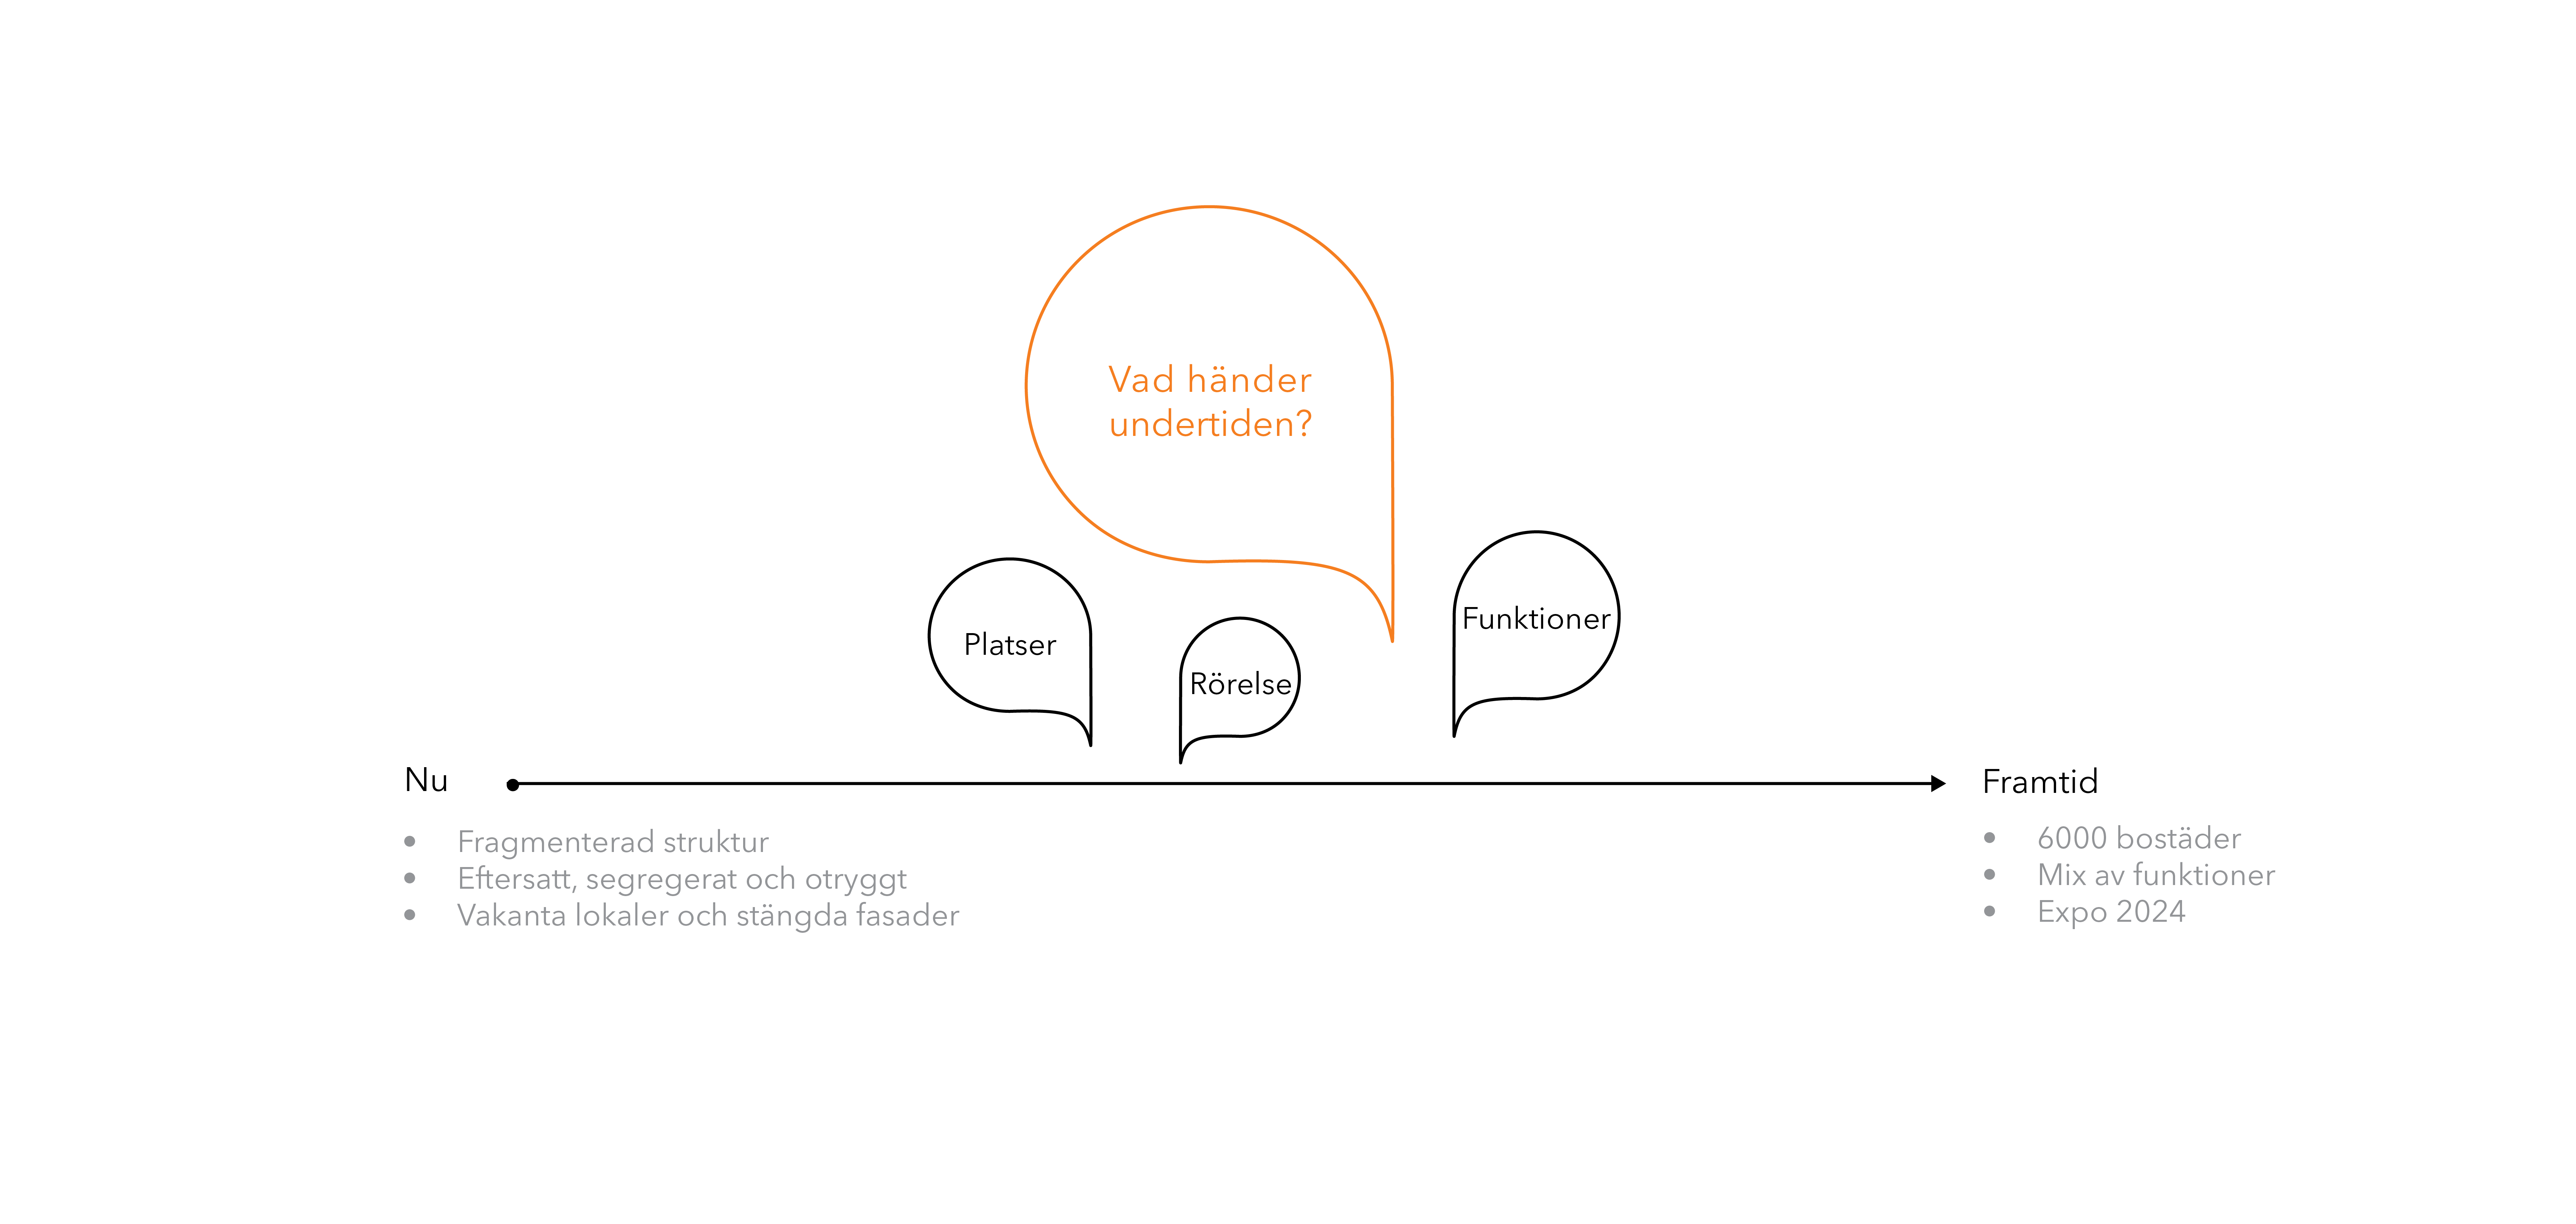 Vad händer
undertiden?
Platser
Rörelse
Funktioner
Nu
• Fragmenterad struktur
• Eftersatt, segregerat och otryggt
• Vakanta lokaler och stängda fasader
Framtid
• 6000 bostäder
• Mix av funktioner
• Expo 2024